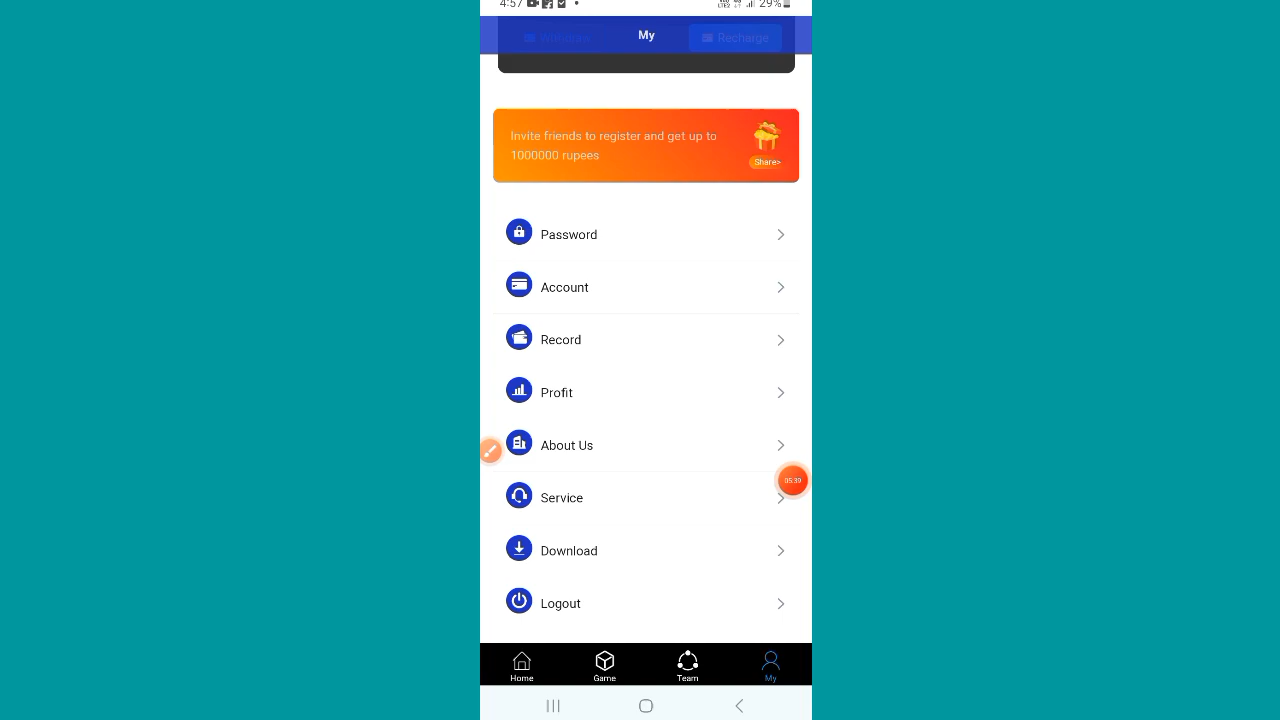 4:57
29%
My
Recharge
Invite friends to register and get up to
1000000 rupees
Share>
Password
Account
Record
Profit
About Us
05:39
Service
Download
Logout
Home
Game
Team
My